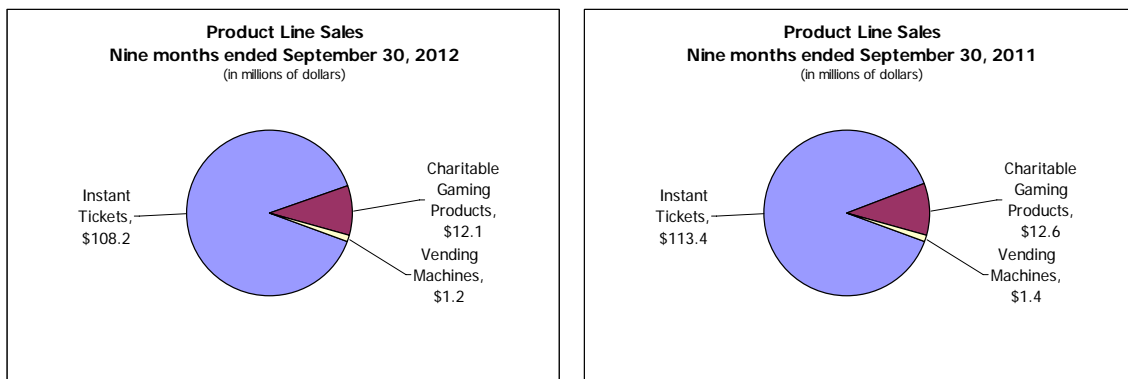 Product Line Sales
Nine months ended September 30, 2012
(in millions of dollars)
Instant
Tickets,
$108.2
Charitable
Gaming
Products,
$12.1
Vending
Machines,
$1.2
Product Line Sales
Nine months ended September 30, 2011
(in millions of dollars)
Instant
Tickets,
$113.4
Charitable
Gaming
Products,
$12.6
Vending
Machines,
$1.4